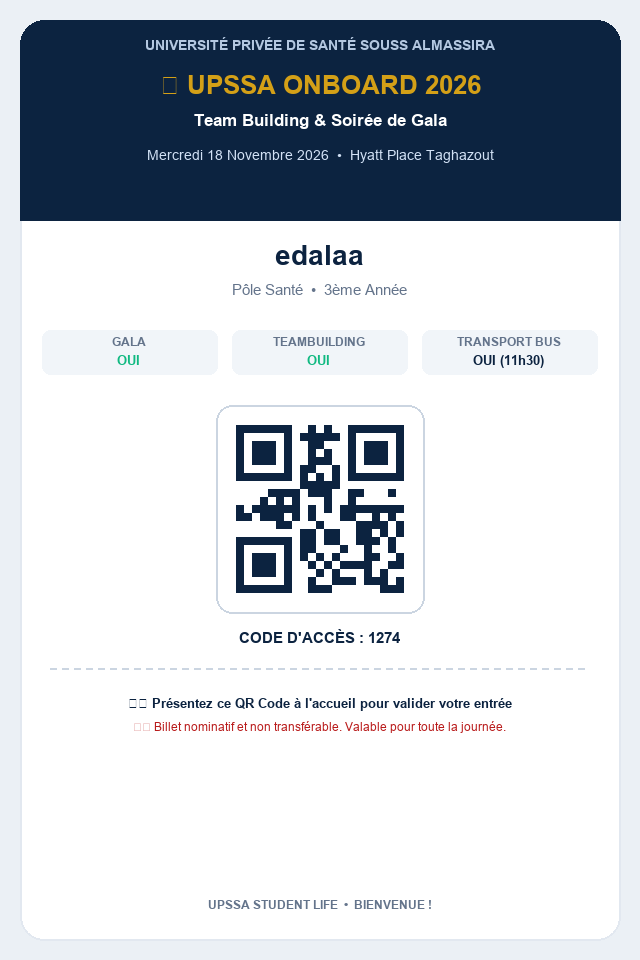 UNIVERSITÉ PRIVÉE DE SANTÉ SOUSS ALMASSIRA
UPSSA ONBOARD 2026
Team Building & Soirée de Gala
Mercredi 18 Novembre 2026 • Hyatt Place Taghazout
edalaa
Pôle Santé • 3ème Année
GALA
OUI
TEAMBUILDING
OUI
TRANSPORT BUS
OUI (11h30)
CODE D'ACCÈS : 1274
Présentez ce QR Code à l'accueil pour valider votre entrée
Billet nominatif et non transférable. Valable pour toute la journée.
UPSSA STUDENT LIFE • BIENVENUE !